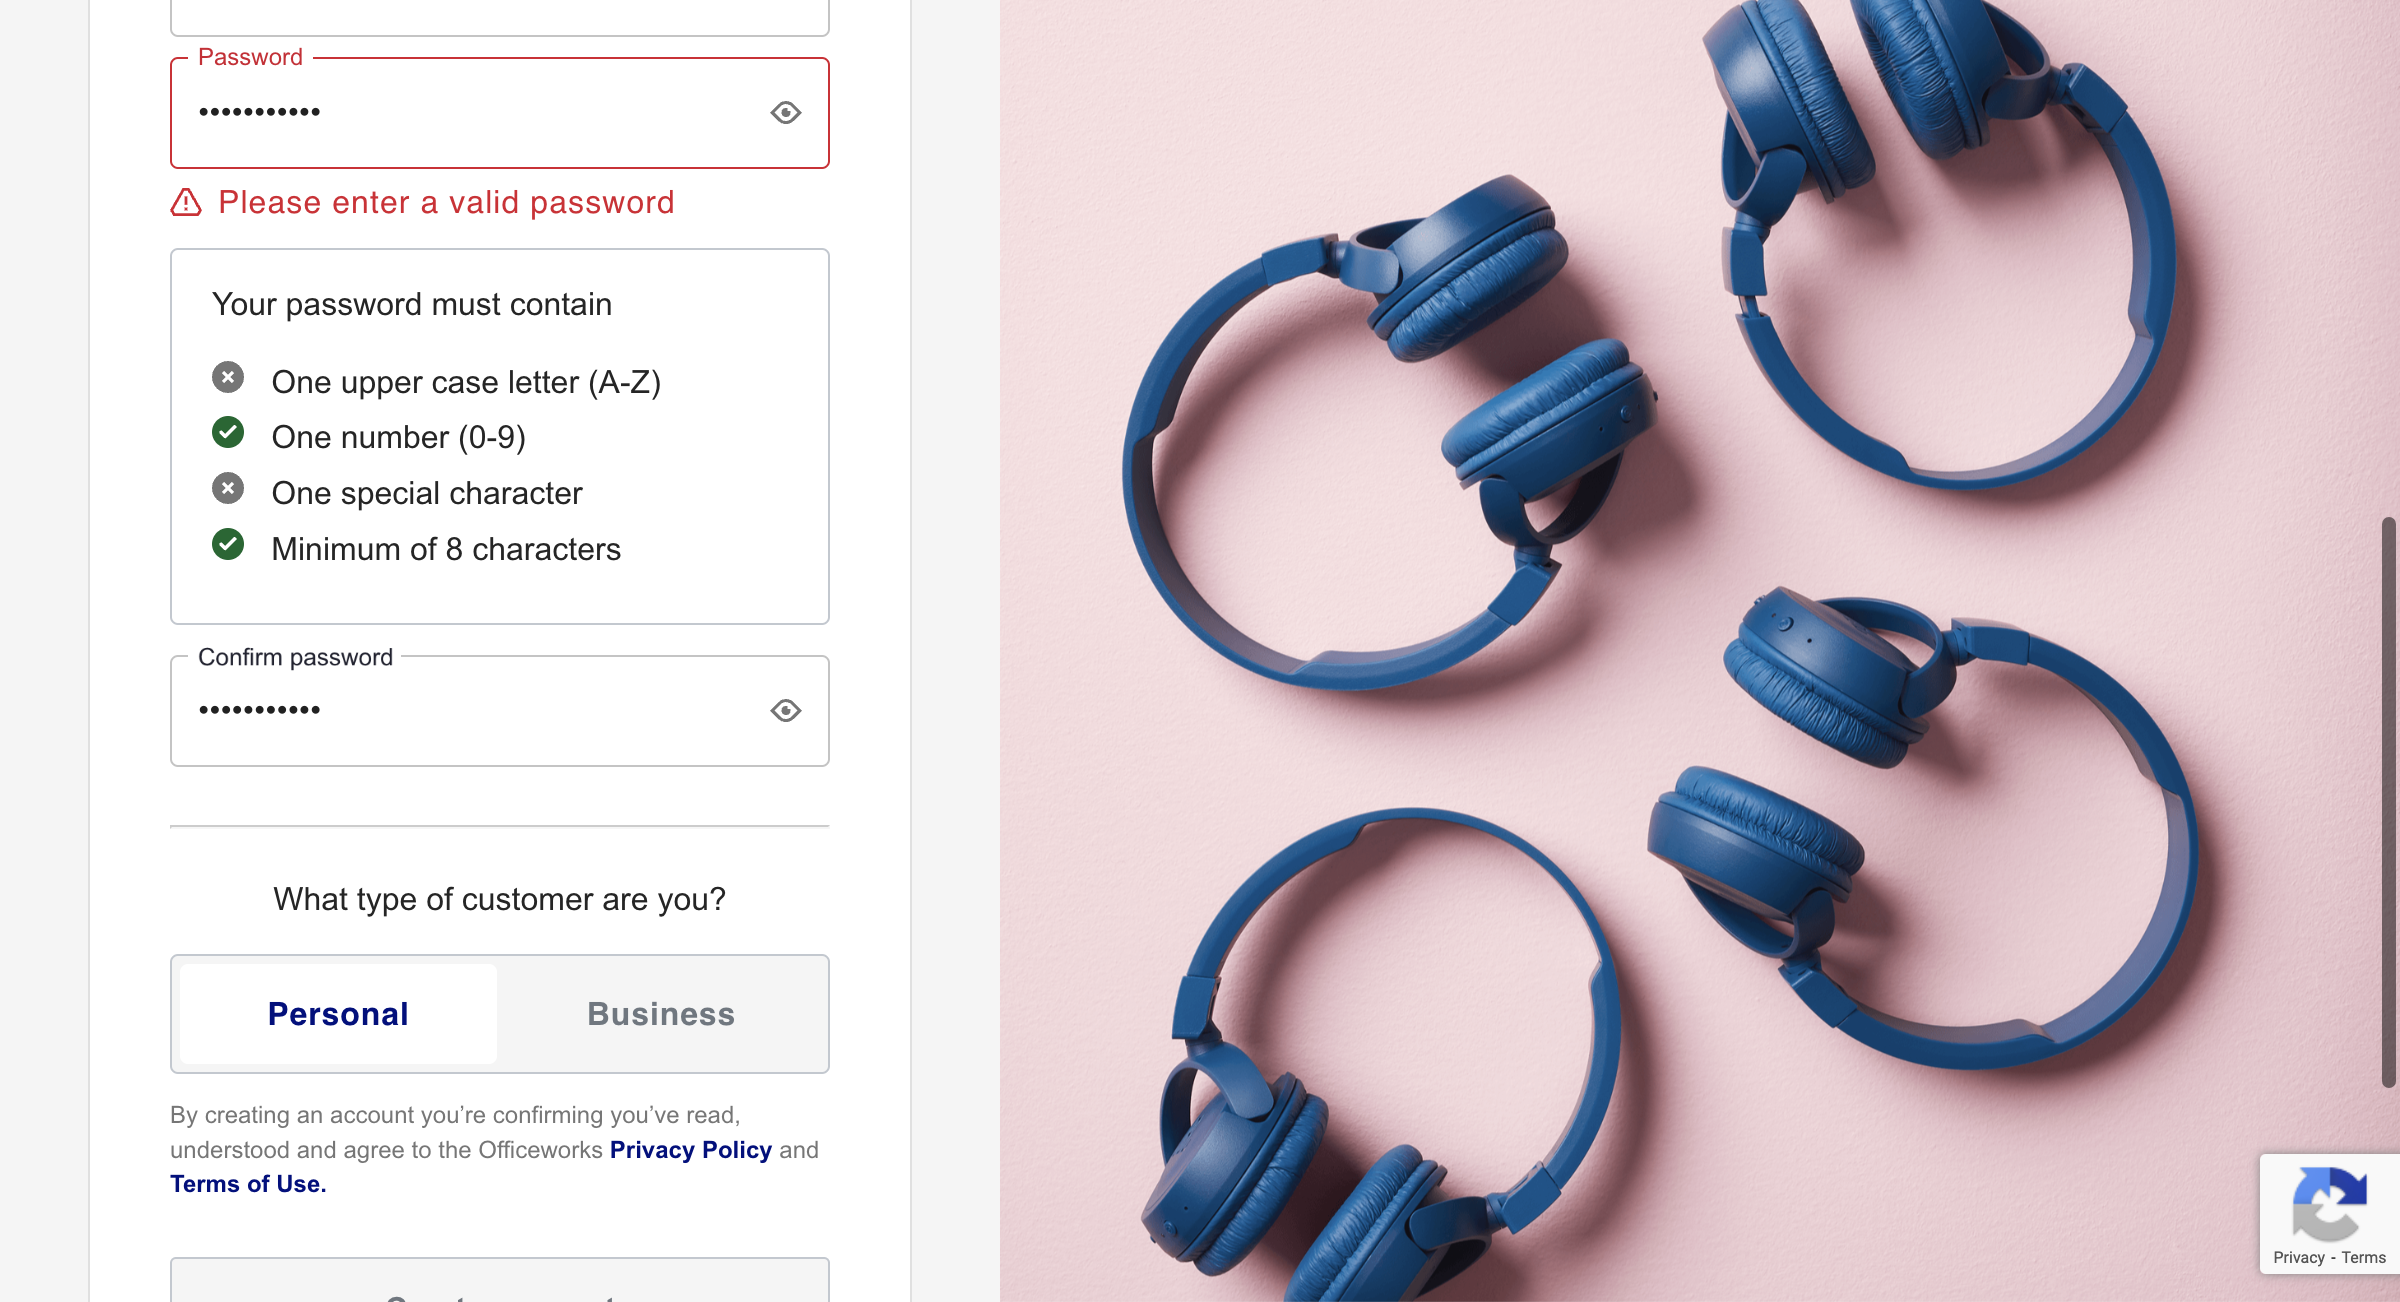 Password
•••••••••••
Please enter a valid password
Your password must contain
One upper case letter (A-Z)
One number (0-9)
One special character
Minimum of 8 characters
Confirm password
•••••••••••
What type of customer are you?
Personal Business
By creating an account you’re confirming you’ve read,
understood and agree to the Officeworks Privacy Policy and
Terms of Use.
Privacy - Terms